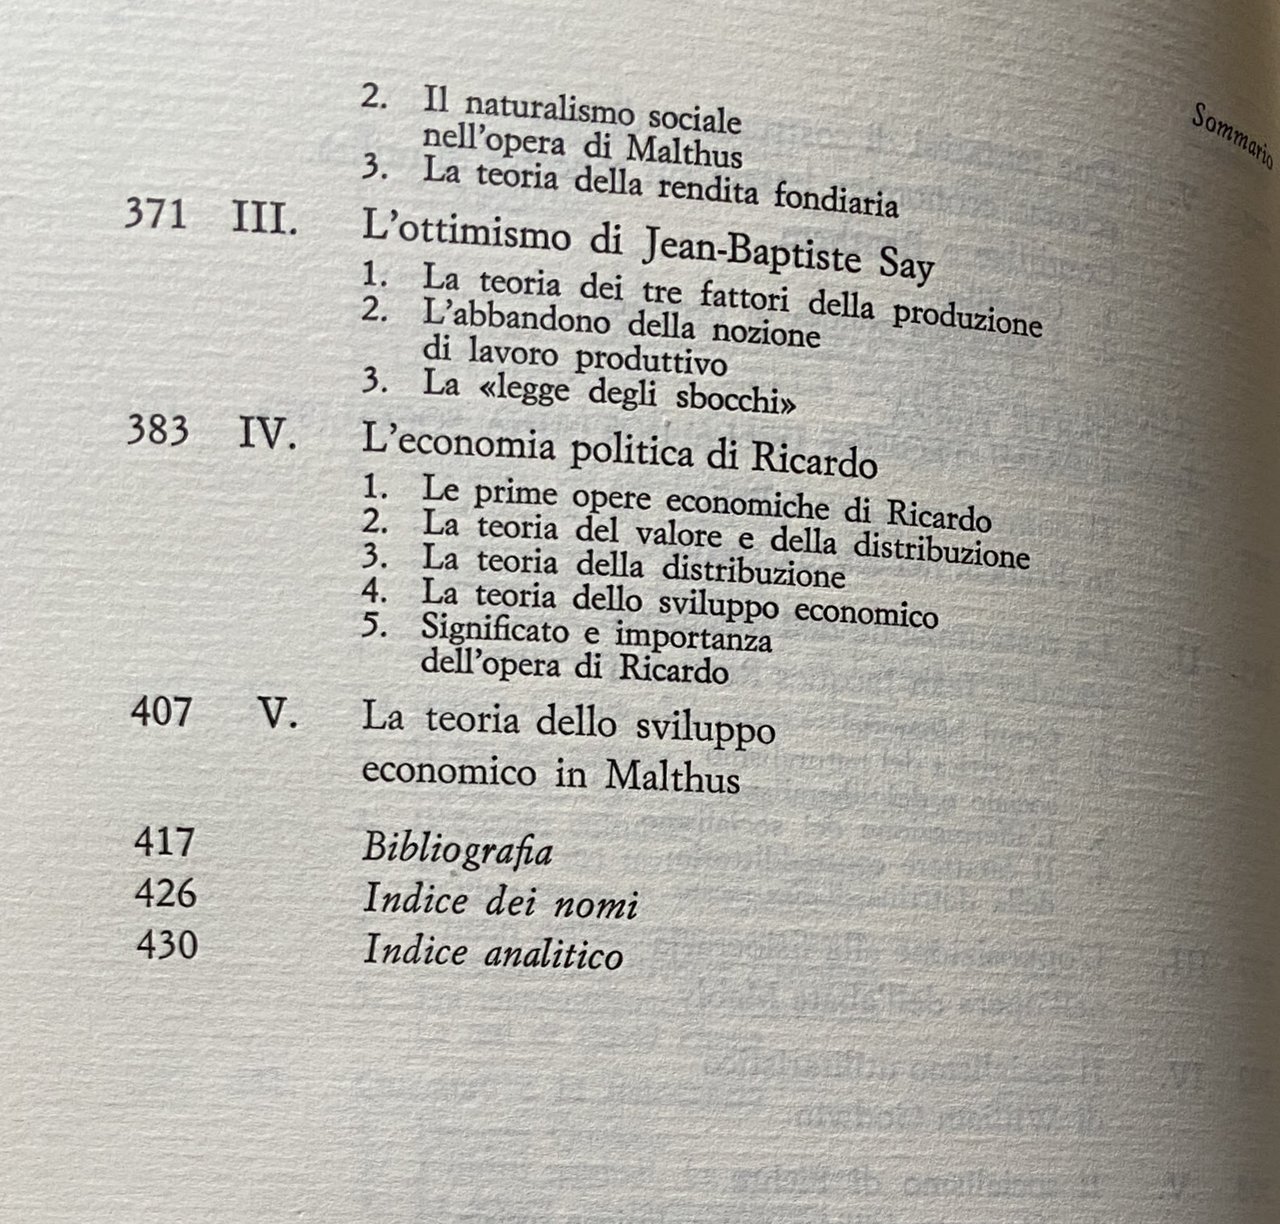 Sommario
2. Il naturalismo sociale
nell'opera di Malthus
3. La teoria della rendita fondiaria
371 III. L'ottimismo di Jean-Baptiste Say
1. La teoria dei tre fattori della produzione
2. L'abbandono della nozione
di lavoro produttivo
3. La «legge degli sbocchi»
383 IV. L'economia politica di Ricardo
1. Le prime opere economiche di Ricardo
2. La teoria del valore e della distribuzione
3. La teoria della distribuzione
4. La teoria dello sviluppo economico
5. Significato e importanza
dell'opera di Ricardo
407 V. La teoria dello sviluppo
economico in Malthus
417 Bibliografia
426 Indice dei nomi
430 Indice analitico